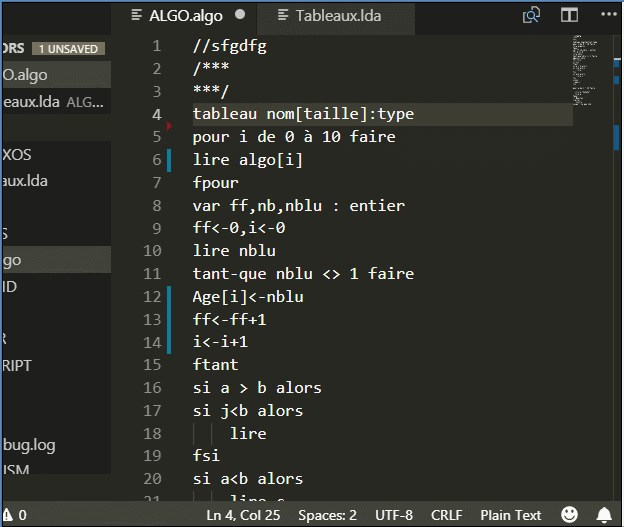 ALGO.algo
Tableaux.lda
ORS 1 UNSAVED
O.algo
eaux.lda ALG...
XOS
aux.lda
S
go
ID
R
RIPT
bug.log
ISM
1 //sfgdfg
2 /***
3 ***/
4 tableau nom[taille]:type
5 pour i de 0 à 10 faire
6 lire algo[i]
7 fpour
8 var ff,nb,nblu : entier
9 ff<-0,i<-0
10 lire nblu
11 tant-que nblu <> 1 faire
12 Age[i]<-nblu
13 ff<-ff+1
14 i<-i+1
15 ftant
16 si a > b alors
17 si j<b alors
18 lire
19 fsi
20 si a<b alors
21 lire c
0 Ln 4, Col 25 Spaces: 2 UTF-8 CRLF Plain Text